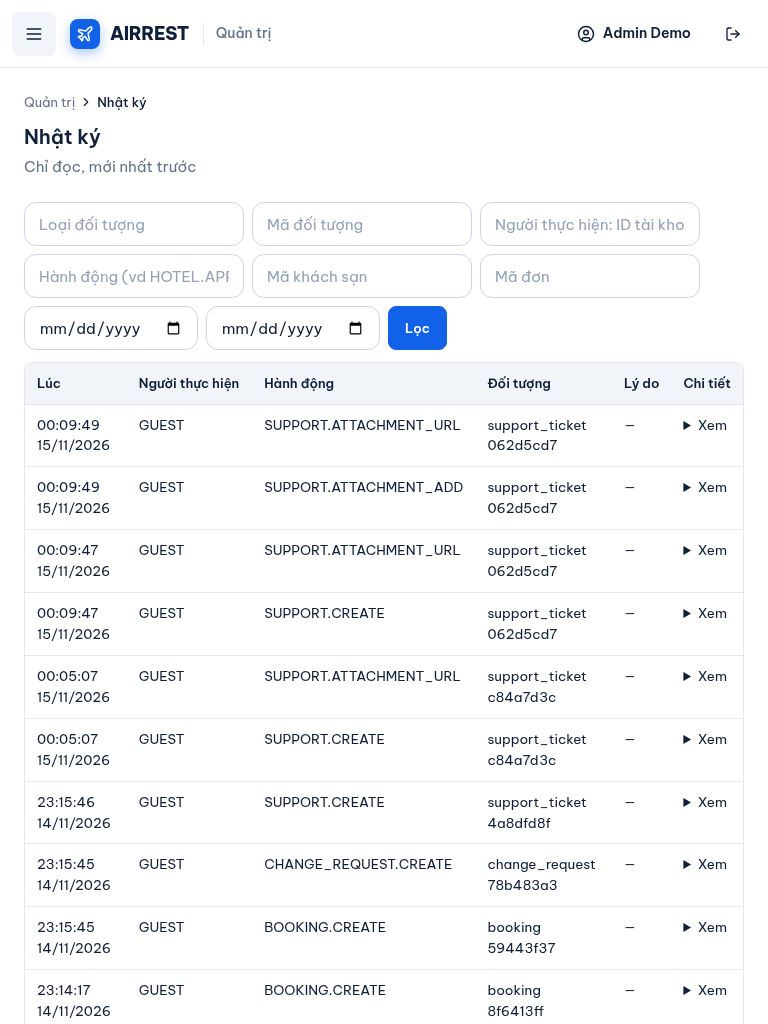 AIRREST Quản trị Admin Demo
Quản trị > Nhật ký
Nhật ký
Chỉ đọc, mới nhất trước
Loại đối tượng Mã đối tượng Người thực hiện: ID tài kho
Hành động (vd HOTEL.APP Mã khách sạn Mã đơn
mm/dd/yyyy mm/dd/yyyy Lọc
Lúc Người thực hiện Hành động Đối tượng Lý do Chi tiết
00:09:49 GUEST SUPPORT.ATTACHMENT_URL support_ticket — Xem
15/11/2026 062d5cd7
00:09:49 GUEST SUPPORT.ATTACHMENT_ADD support_ticket — Xem
15/11/2026 062d5cd7
00:09:47 GUEST SUPPORT.ATTACHMENT_URL support_ticket — Xem
15/11/2026 062d5cd7
00:09:47 GUEST SUPPORT.CREATE support_ticket — Xem
15/11/2026 062d5cd7
00:05:07 GUEST SUPPORT.ATTACHMENT_URL support_ticket — Xem
15/11/2026 c84a7d3c
00:05:07 GUEST SUPPORT.CREATE support_ticket — Xem
15/11/2026 c84a7d3c
23:15:46 GUEST SUPPORT.CREATE support_ticket — Xem
14/11/2026 4a8dfd8f
23:15:45 GUEST CHANGE_REQUEST.CREATE change_request — Xem
14/11/2026 78b483a3
23:15:45 GUEST BOOKING.CREATE booking — Xem
14/11/2026 59443f37
23:14:17 GUEST BOOKING.CREATE booking — Xem
14/11/2026 8f6413ff